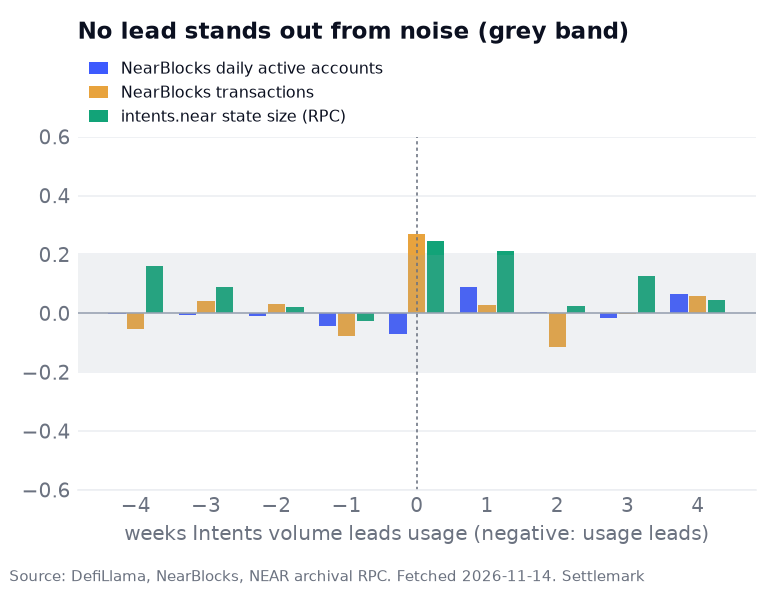 No lead stands out from noise (grey band)
NearBlocks daily active accounts
NearBlocks transactions
intents.near state size (RPC)
0.6
0.4
0.2
0.0
−0.2
−0.4
−0.6
−4 −3 −2 −1 0 1 2 3 4
weeks Intents volume leads usage (negative: usage leads)
Source: DefiLlama, NearBlocks, NEAR archival RPC. Fetched 2026-11-14. Settlemark